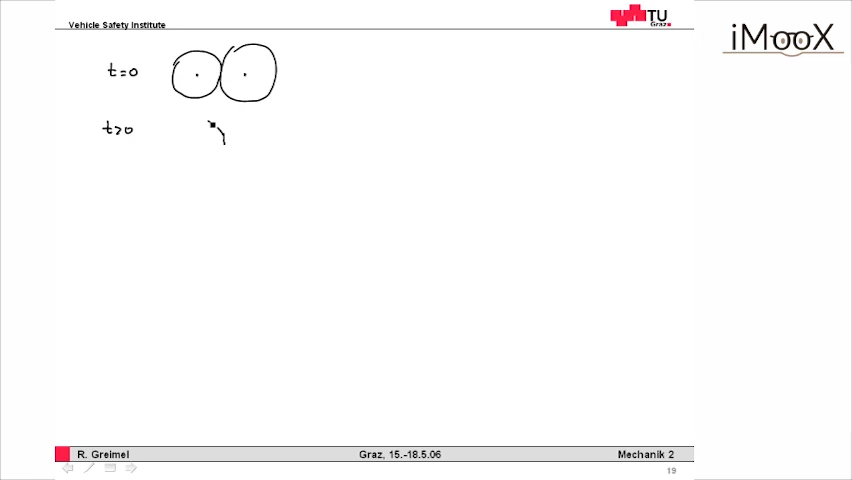 Vehicle Safety Institute
TU
Graz
iMooX
t=0
t>0
R. Greimel
Graz, 15.-18.5.06
Mechanik 2
19